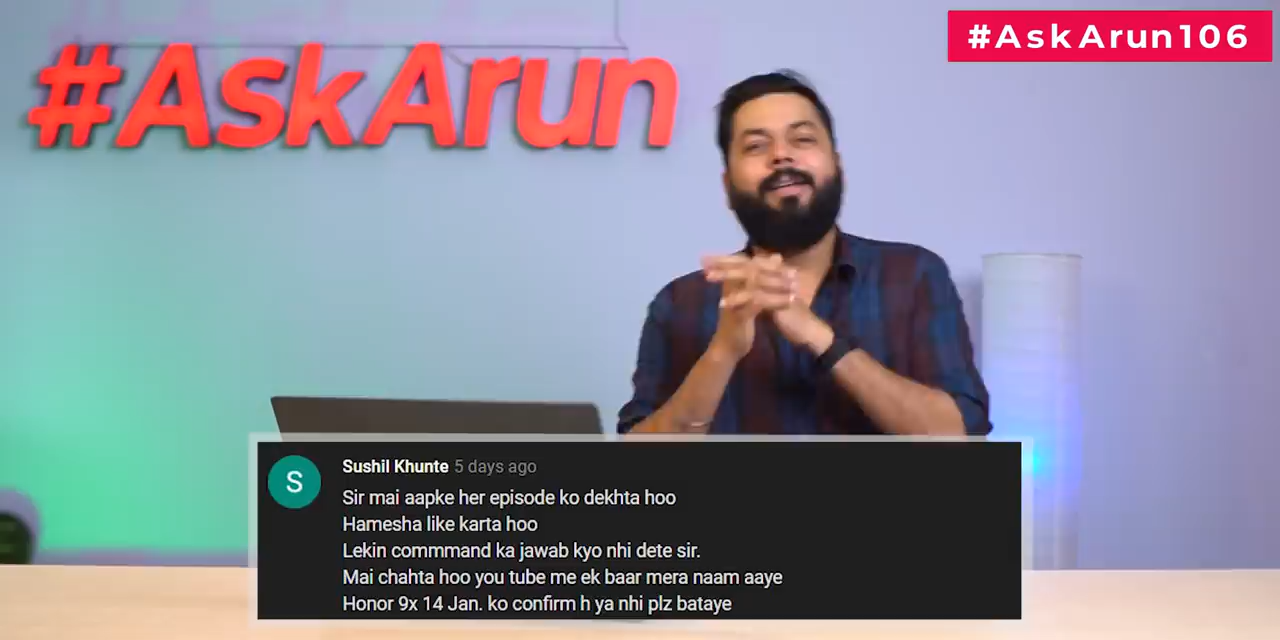 #AskArun
#AskArun106
S
Sushil Khunte 5 days ago
Sir mai aapke her episode ko dekhta hoo
Hamesha like karta hoo
Lekin commmand ka jawab kyo nhi dete sir.
Mai chahta hoo you tube me ek baar mera naam aaye
Honor 9x 14 Jan. ko confirm h ya nhi plz bataye